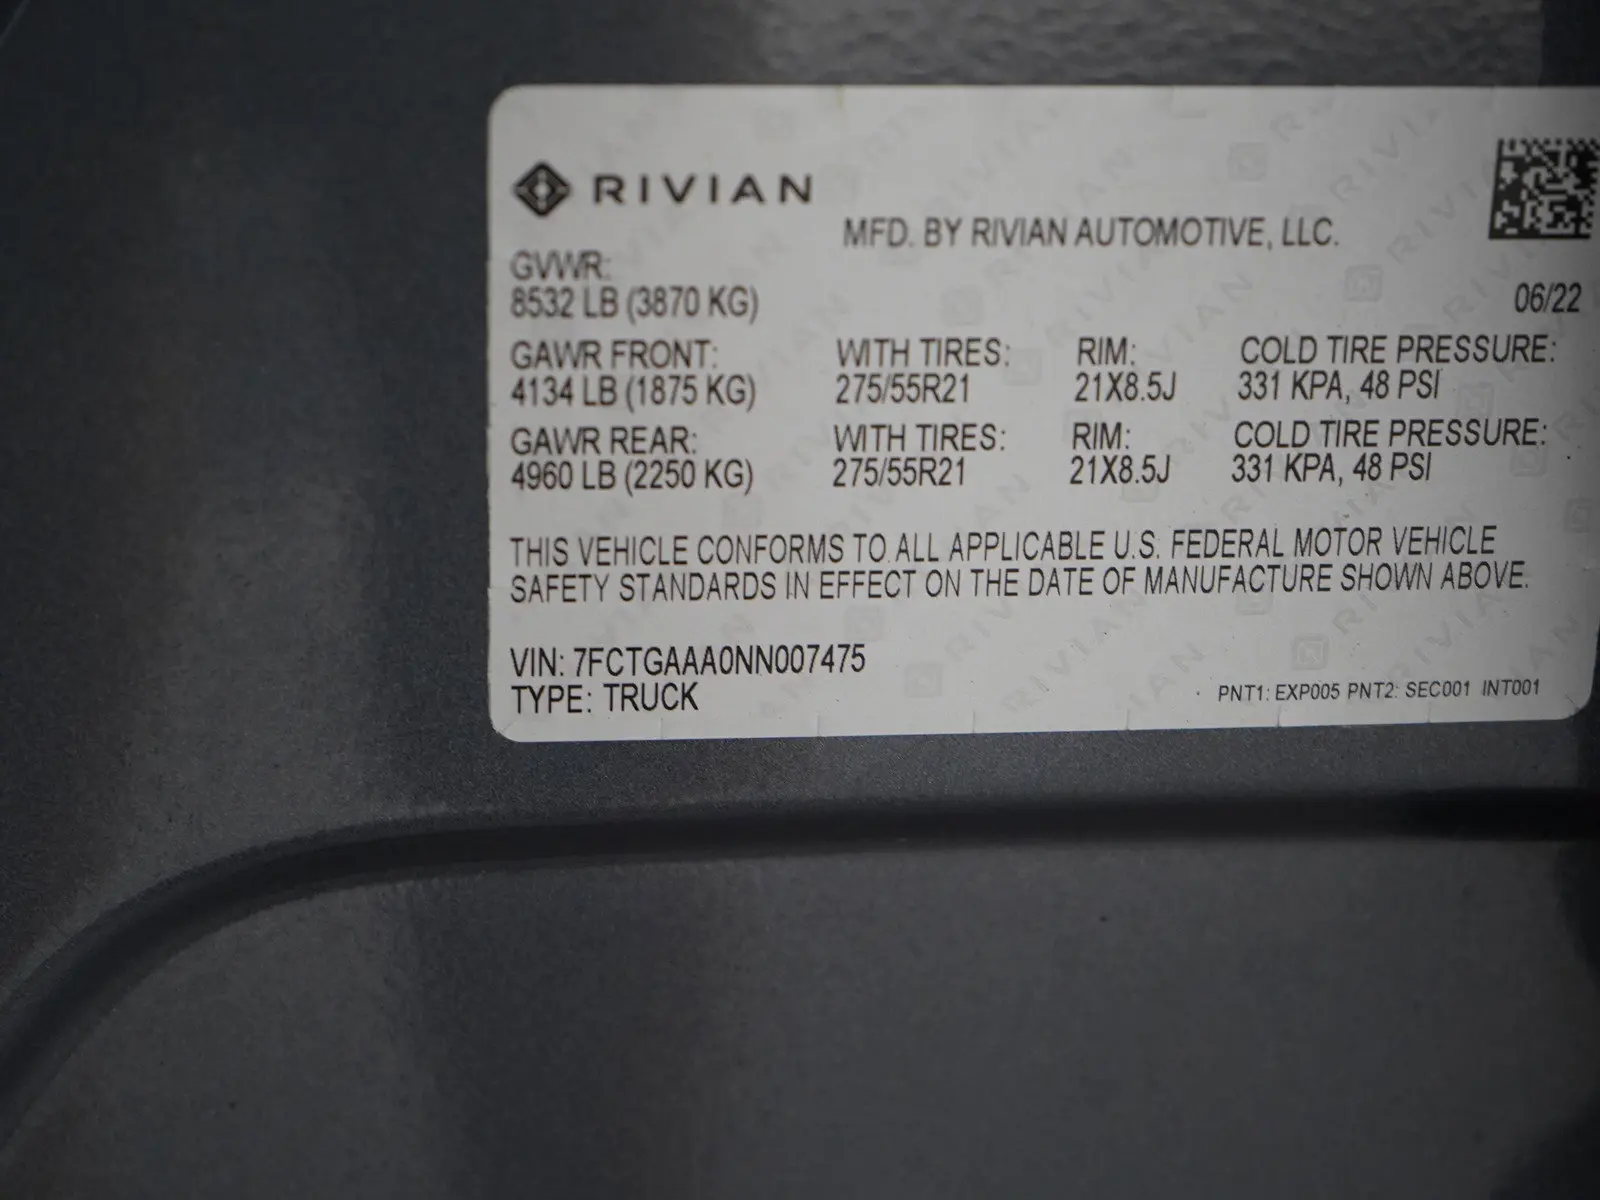 RIVIAN
MFD. BY RIVIAN AUTOMOTIVE, LLC.
GVWR:
8532 LB (3870 KG)
06/22
GAWR FRONT: WITH TIRES: RIM: COLD TIRE PRESSURE:
4134 LB (1875 KG) 275/55R21 21X8.5J 331 KPA, 48 PSI
GAWR REAR: WITH TIRES: RIM: COLD TIRE PRESSURE:
4960 LB (2250 KG) 275/55R21 21X8.5J 331 KPA, 48 PSI
THIS VEHICLE CONFORMS TO ALL APPLICABLE U.S. FEDERAL MOTOR VEHICLE
SAFETY STANDARDS IN EFFECT ON THE DATE OF MANUFACTURE SHOWN ABOVE.
VIN: 7FCTGAAA0NN007475
TYPE: TRUCK
PNT1: EXP005 PNT2: SEC001 INT001